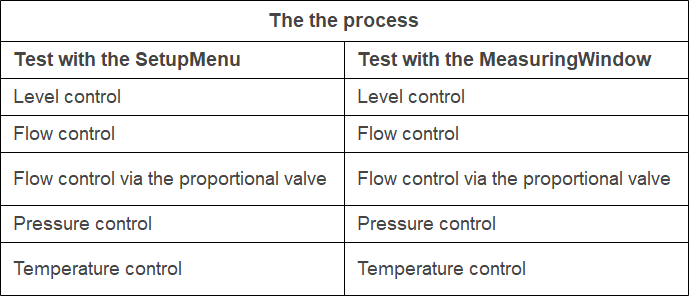 The the process
Test with the SetupMenu Test with the MeasuringWindow
Level control Level control
Flow control Flow control
Flow control via the proportional valve Flow control via the proportional valve
Pressure control Pressure control
Temperature control Temperature control